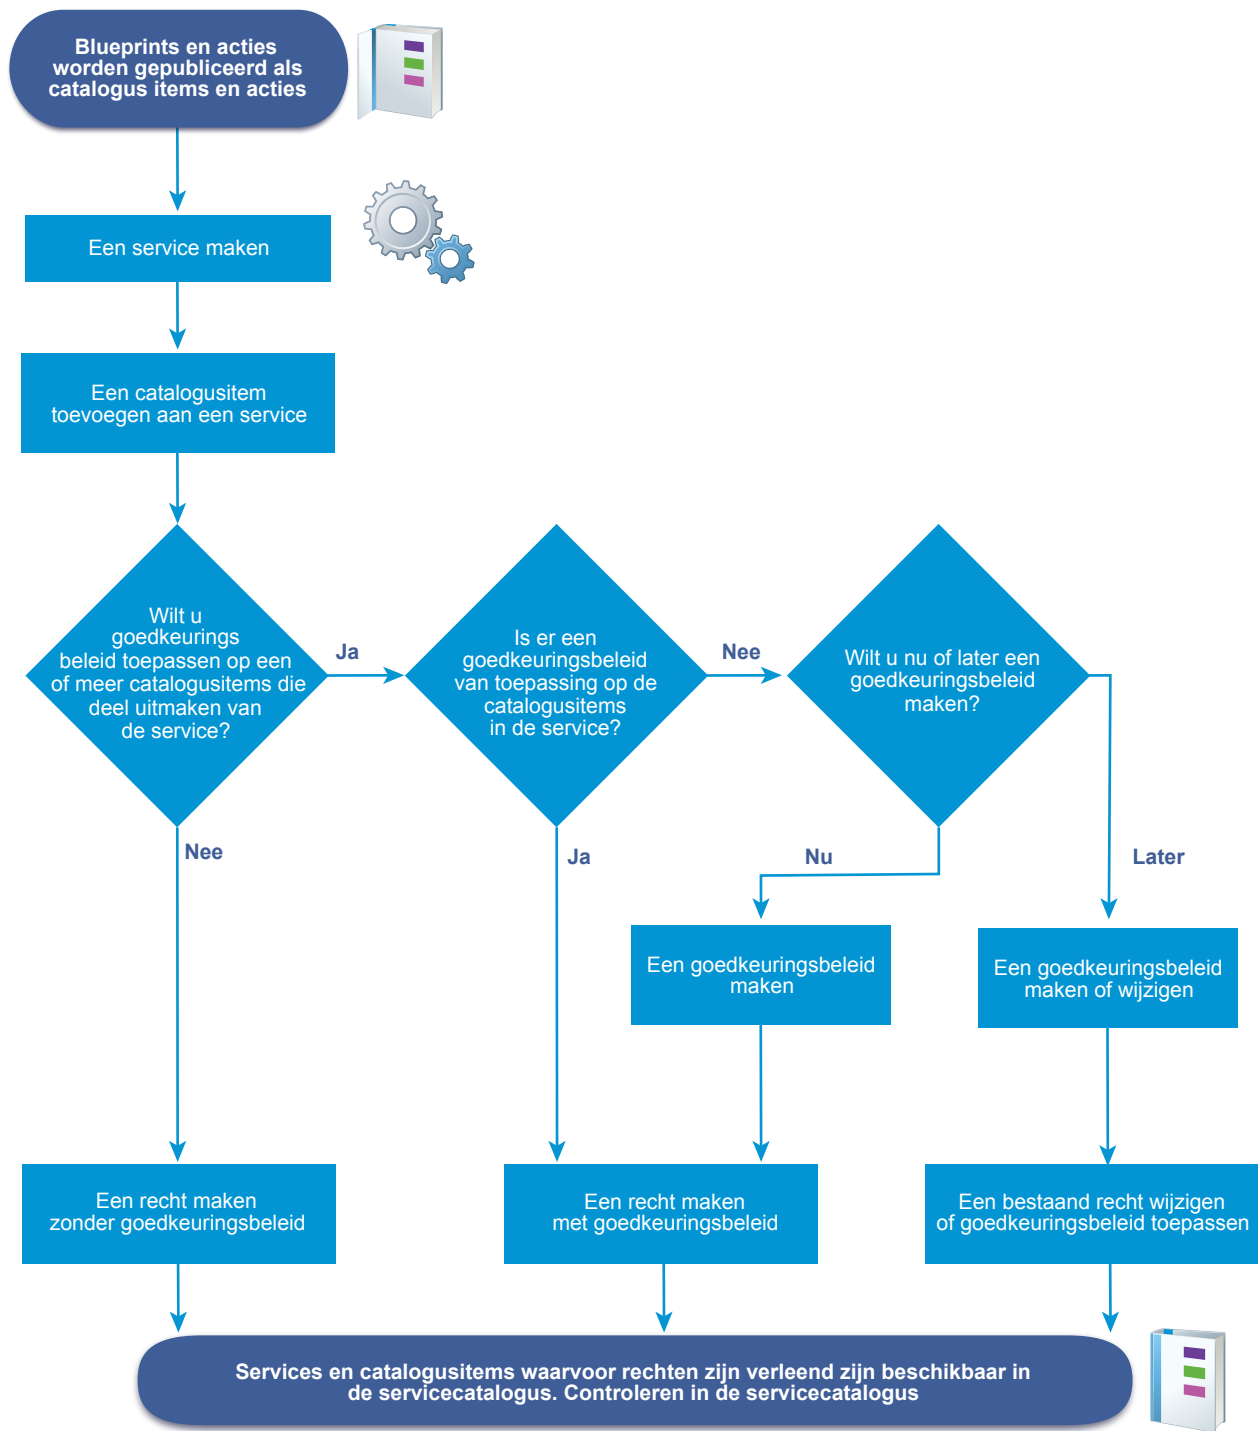 Blueprints en acties
worden gepubliceerd als
catalogus items en acties
Een service maken
Een catalogusitem
toevoegen aan een service
Wilt u
goedkeurings
beleid toepassen op een
of meer catalogusitems die
deel uitmaken van
de service?
Ja
Is er een
goedkeuringsbeleid
van toepassing op de
catalogusitems
in de service?
Nee
Wilt u nu of later een
goedkeuringsbeleid
maken?
Nee
Ja
Nu
Later
Een goedkeuringsbeleid
maken
Een goedkeuringsbeleid
maken of wijzigen
Een recht maken
zonder goedkeuringsbeleid
Een recht maken
met goedkeuringsbeleid
Een bestaand recht wijzigen
of goedkeuringsbeleid toepassen
Services en catalogusitems waarvoor rechten zijn verleend zijn beschikbaar in
de servicecatalogus. Controleren in de servicecatalogus